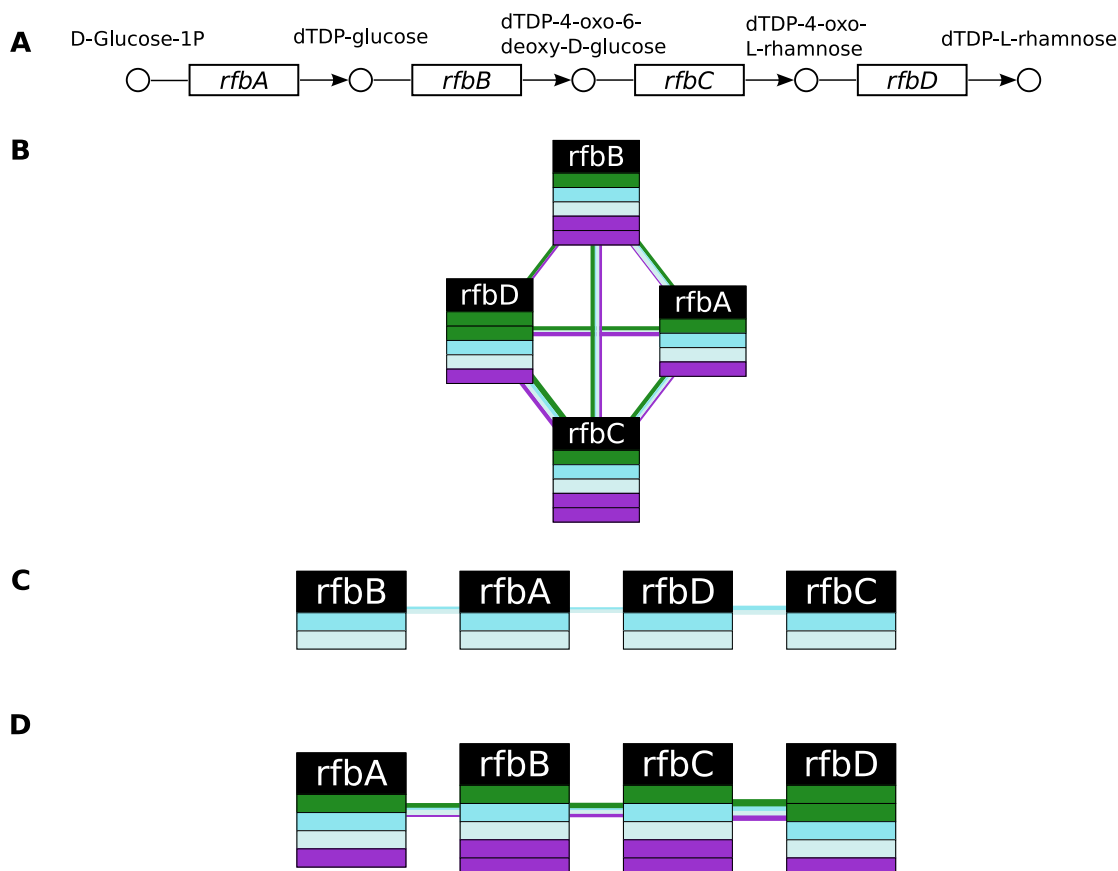 A
D-Glucose-1P
dTDP-glucose
dTDP-4-oxo-6-
deoxy-D-glucose
dTDP-4-oxo-
L-rhamnose
dTDP-L-rhamnose
rfbA
rfbB
rfbC
rfbD
B
rfbB
rfbD
rfbA
rfbC
C
rfbB
rfbA
rfbD
rfbC
D
rfbA
rfbB
rfbC
rfbD